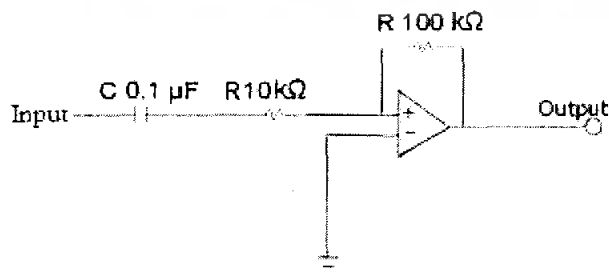 R 100 kΩ
C 0.1 µF R10kΩ
Input
+
Output
−